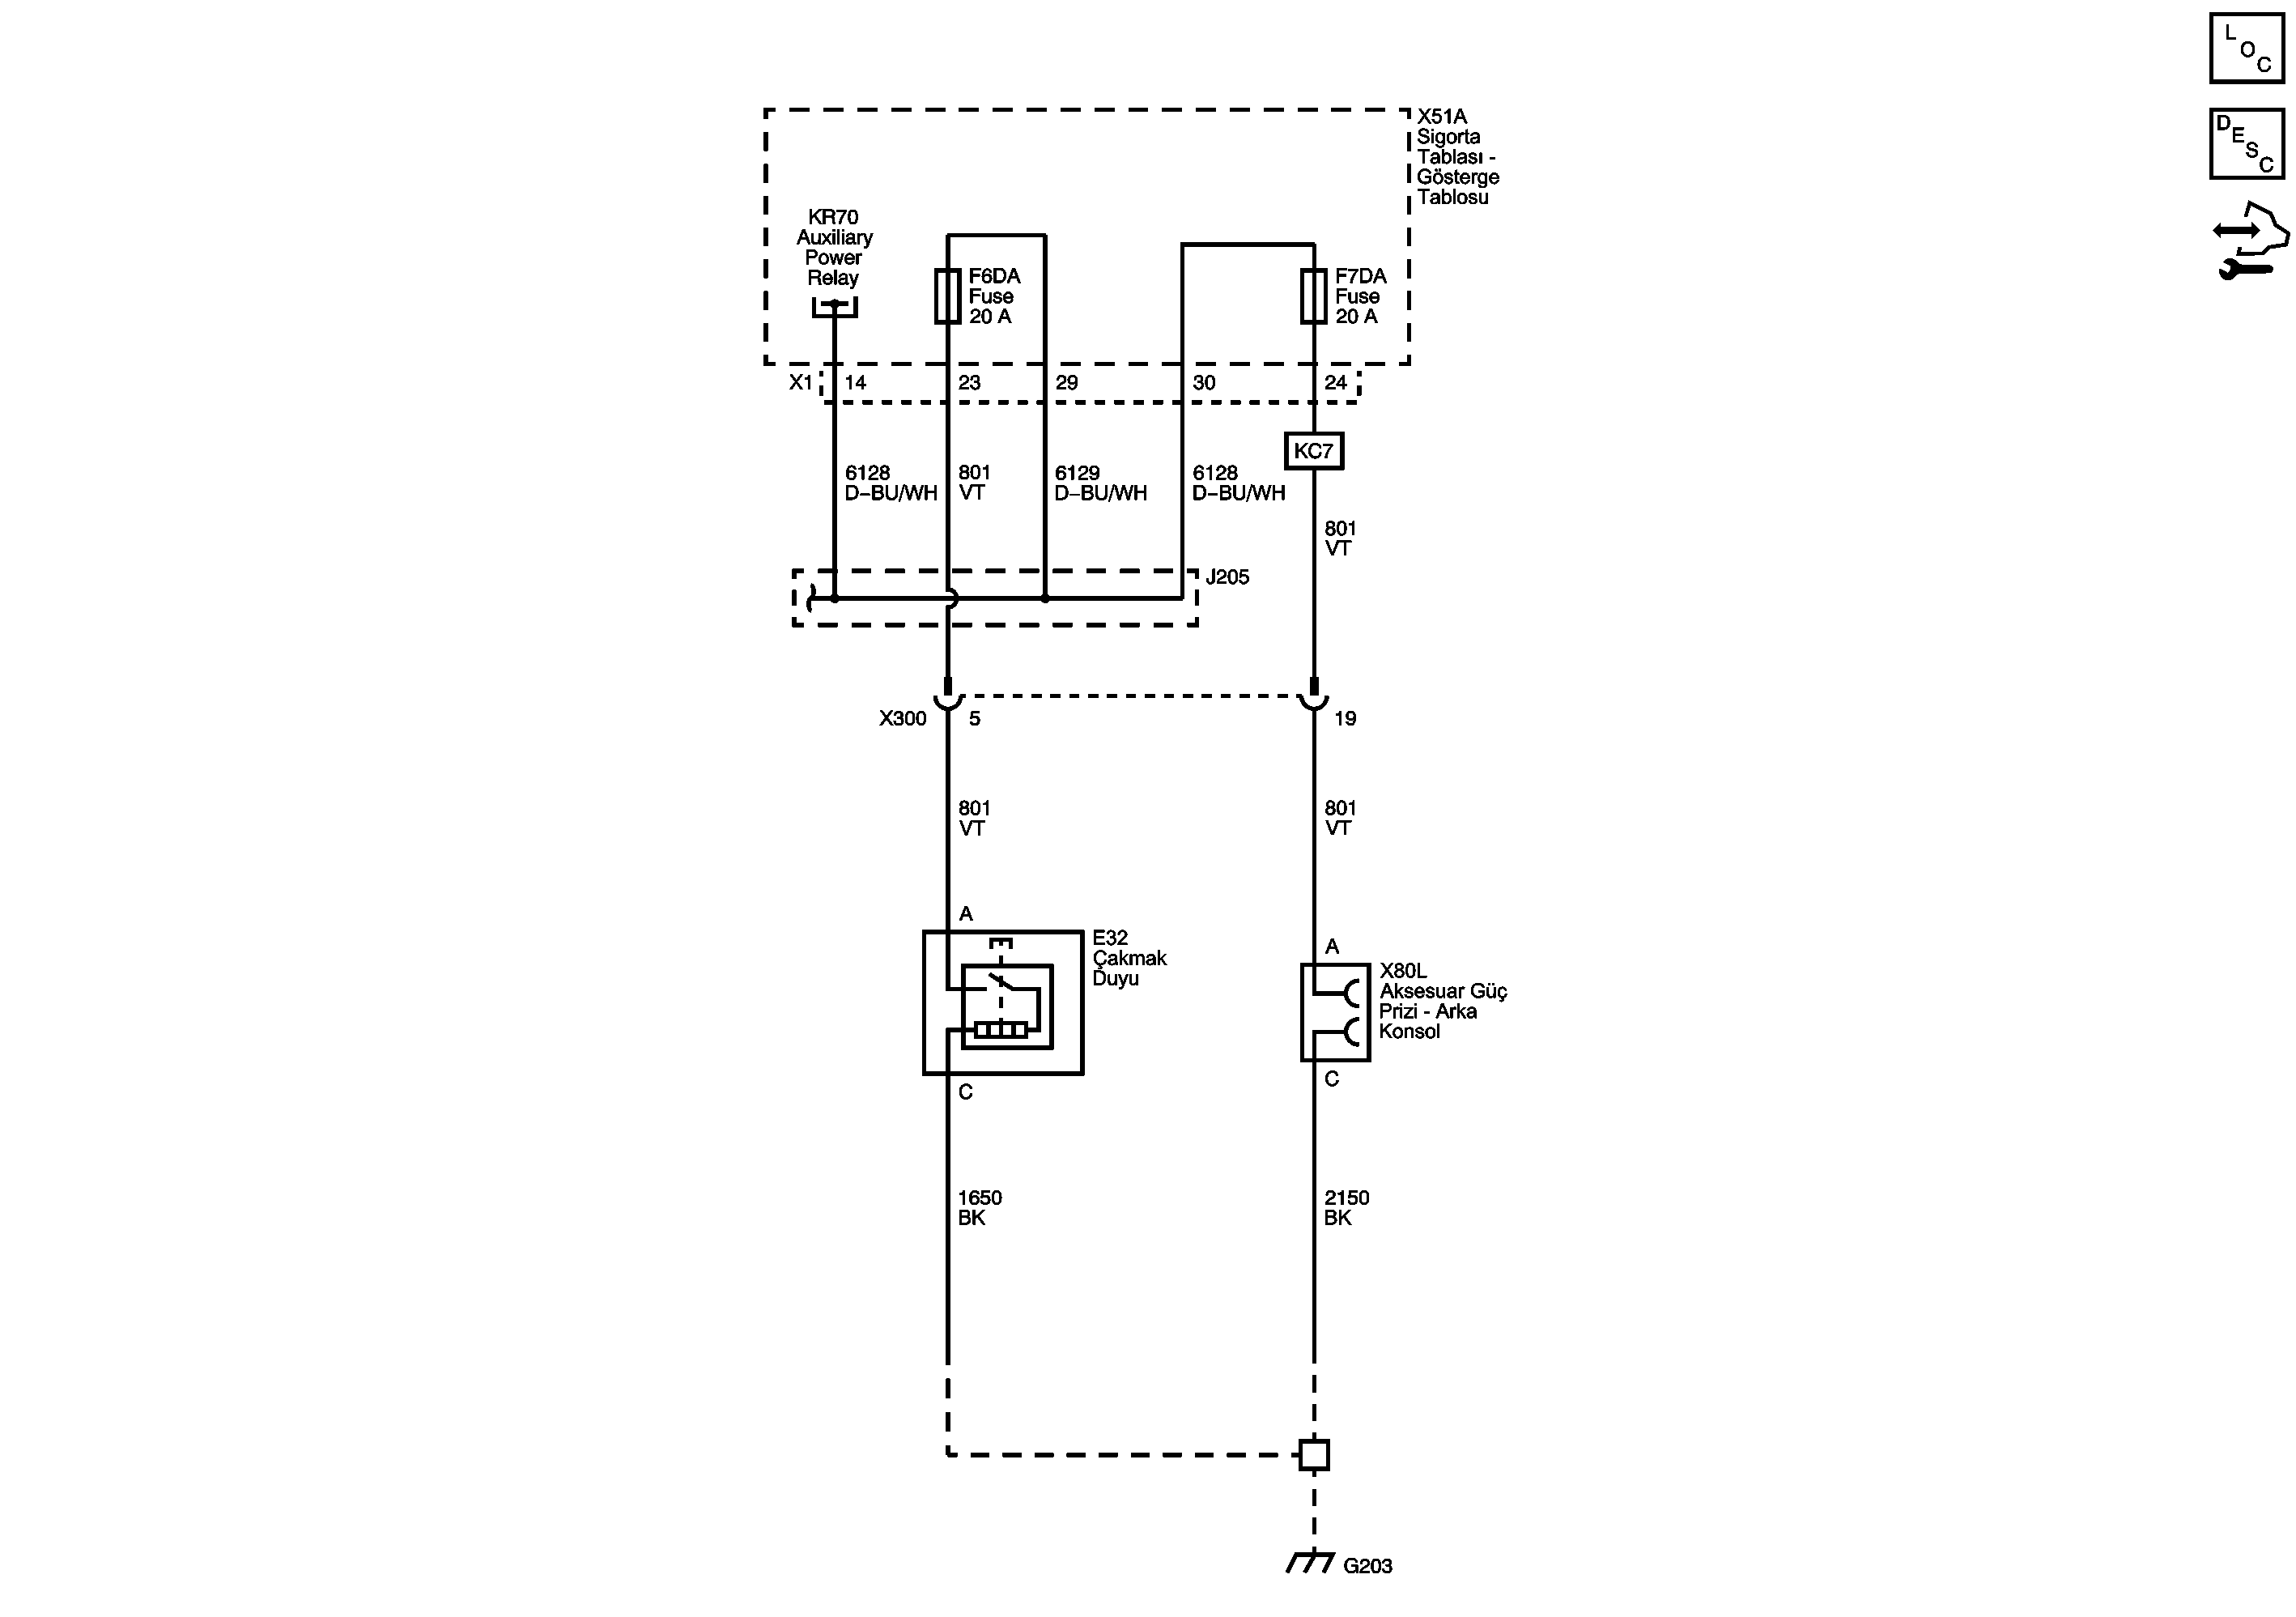 L
O
C
D
E
S
C
X51A
Sigorta
Tablası -
Gösterge
Tablosu
KR70
Auxiliary
Power
Relay
F6DA
Fuse
20 A
F7DA
Fuse
20 A
X1
14
23
29
30
24
KC7
6128
D-BU/WH
801
VT
6129
D-BU/WH
6128
D-BU/WH
801
VT
J205
X300
5
19
801
VT
801
VT
A
E32
Çakmak
Duyu
C
A
X80L
Aksesuar Güç
Prizi - Arka
Konsol
C
1650
BK
2150
BK
G203